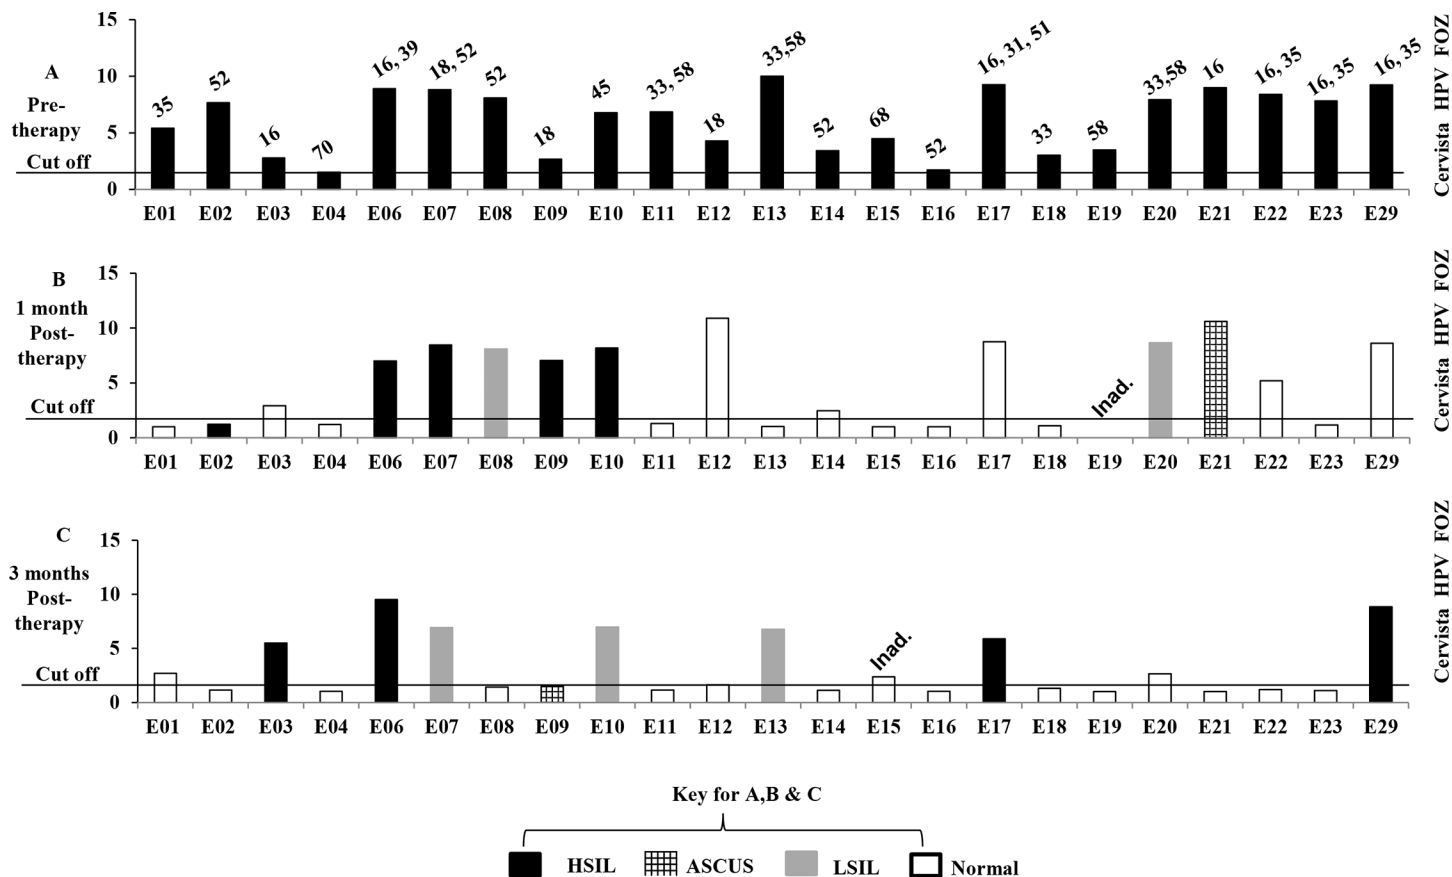 15
10
5
0
A
Pre-
therapy
Cut off
35
52
16
70
16, 39
18, 52
52
18
45
33, 58
18
33,58
52
68
52
16, 31, 51
33
58
33,58
16
16, 35
16, 35
16, 35
E01 E02 E03 E04 E06 E07 E08 E09 E10 E11 E12 E13 E14 E15 E16 E17 E18 E19 E20 E21 E22 E23 E29
Cervista HPV FOZ
15
10
5
0
B
1 month
Post-
therapy
Cut off
Inad.
E01 E02 E03 E04 E06 E07 E08 E09 E10 E11 E12 E13 E14 E15 E16 E17 E18 E19 E20 E21 E22 E23 E29
Cervista HPV FOZ
15
10
5
0
C
3 months
Post-
therapy
Cut off
Inad.
E01 E02 E03 E04 E06 E07 E08 E09 E10 E11 E12 E13 E14 E15 E16 E17 E18 E19 E20 E21 E22 E23 E29
Cervista HPV FOZ
Key for A,B & C
HSIL ASCUS LSIL Normal